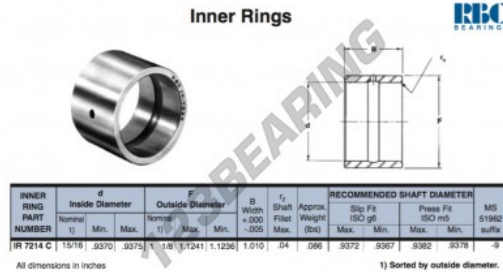 Inner Rings
RBC
BEARINGS
123BEARING
B
r₂
d
F
INNER RING PART NUMBER
d
Inside Diameter
F
Outside Diameter
B
Width
+.000
-.005
r₂
Shaft
Fillet
Max.
Approx.
Weight
(lbs)
RECOMMENDED SHAFT DIAMETER
Slip Fit
ISO g6
Press Fit
ISO m5
MS
51962
suffix
Nominal
1)
Min.
Max.
Nominal
1)
Max.
Min.
Max.
Min.
Max.
Min.
IR 7214 C 15/16 .9370 .9375 1.1241 1.1236 1.010 .04 .086 .9372 .9367 .9382 .9378 -9
All dimensions in inches
1) Sorted by outside diameter.